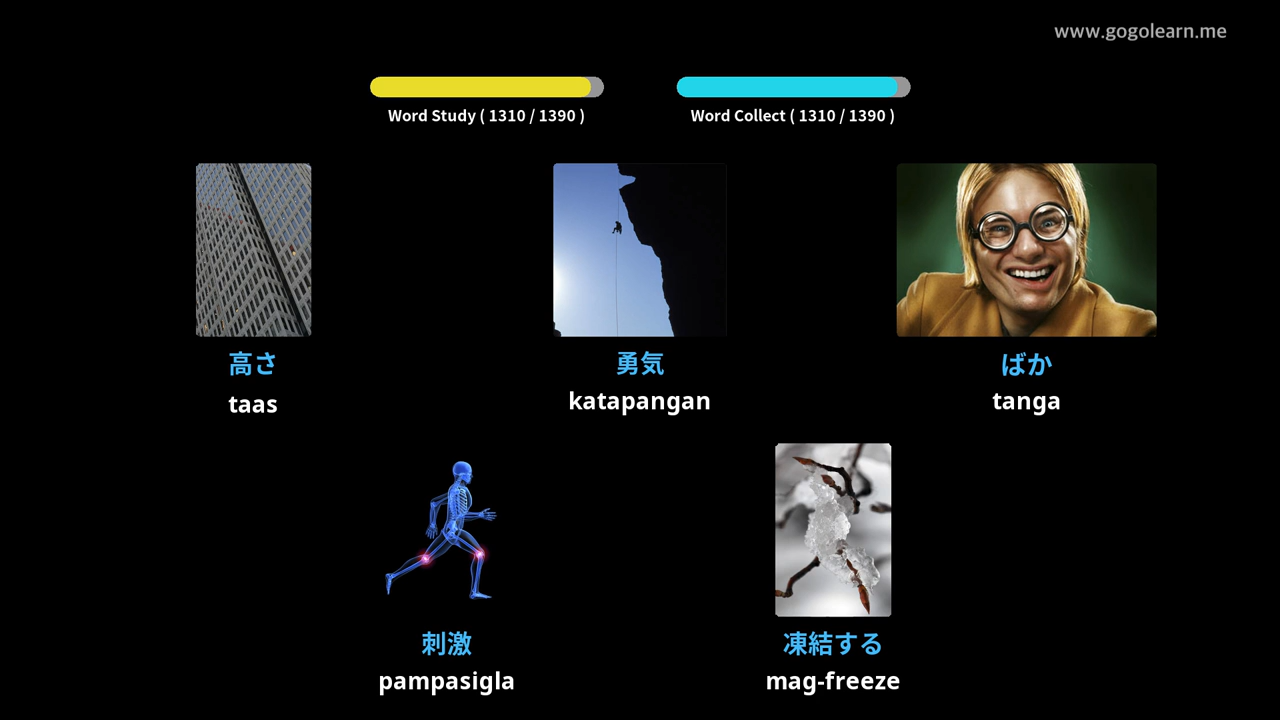 www.gogolearn.me
Word Study ( 1310 / 1390 )
Word Collect ( 1310 / 1390 )
高さ
taas
勇気
katapangan
ばか
tanga
刺激
pampasigla
凍結する
mag-freeze